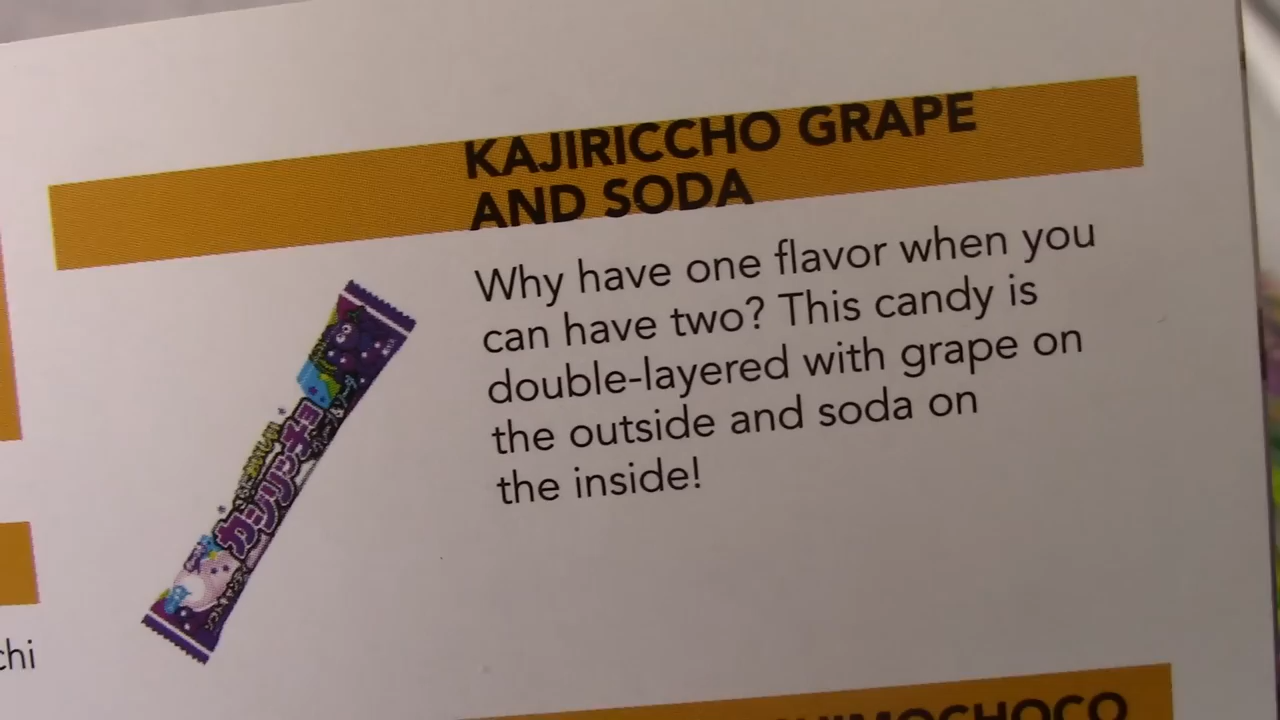 KAJIRICCHO GRAPE
AND SODA
Why have one flavor when you
can have two? This candy is
double-layered with grape on
the outside and soda on
the inside!
カジリッチョ
chi